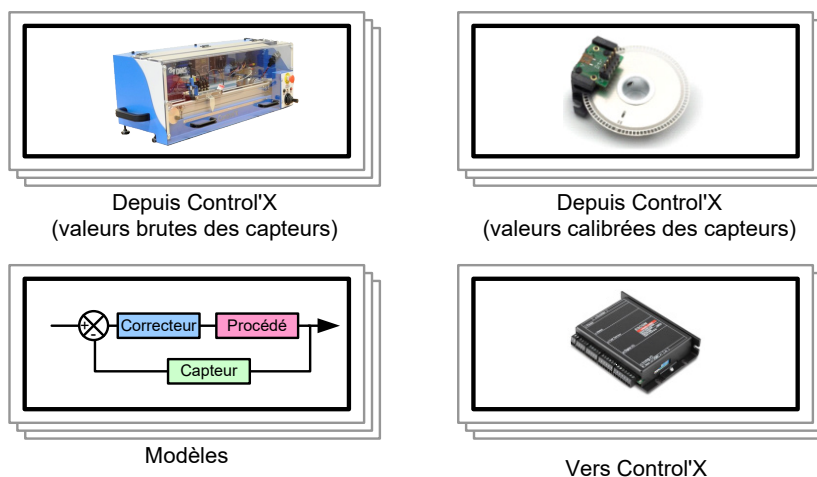 Depuis Control'X
(valeurs brutes des capteurs)
Depuis Control'X
(valeurs calibrées des capteurs)
+
-
Correcteur
Procédé
Capteur
Modèles
Vers Control'X